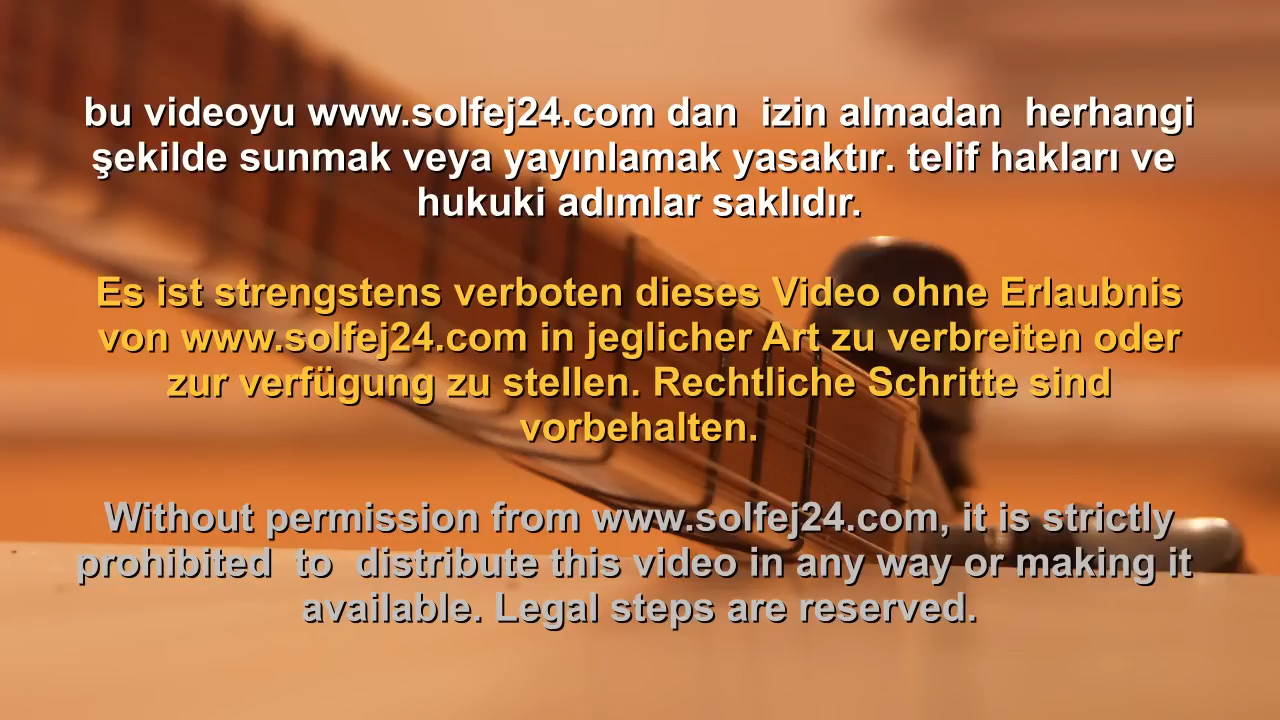 bu videoyu www.solfej24.com dan  izin almadan  herhangi
şekilde sunmak veya yayınlamak yasaktır. telif hakları ve
hukuki adımlar saklıdır.
Es ist strengstens verboten dieses Video ohne Erlaubnis
von www.solfej24.com in jeglicher Art zu verbreiten oder
zur verfügung zu stellen. Rechtliche Schritte sind
vorbehalten.
Without permission from www.solfej24.com, it is strictly
prohibited  to  distribute this video in any way or making it
available. Legal steps are reserved.